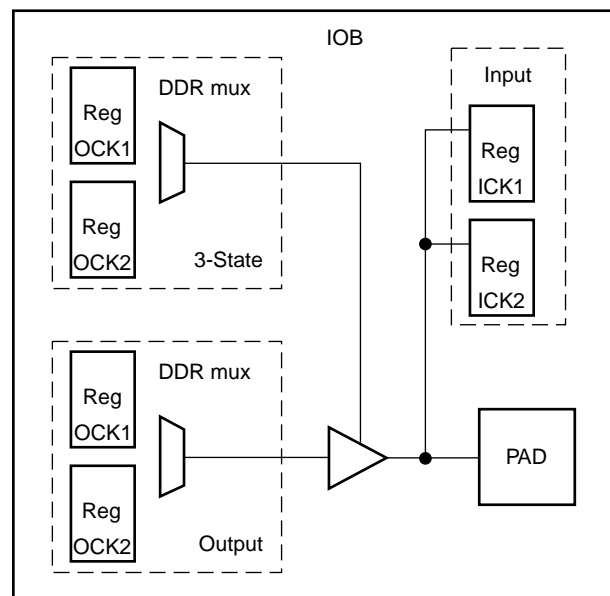 IOB
DDR mux
Reg
OCK1
Reg
OCK2
3-State
Input
Reg
ICK1
Reg
ICK2
DDR mux
Reg
OCK1
Reg
OCK2
Output
PAD